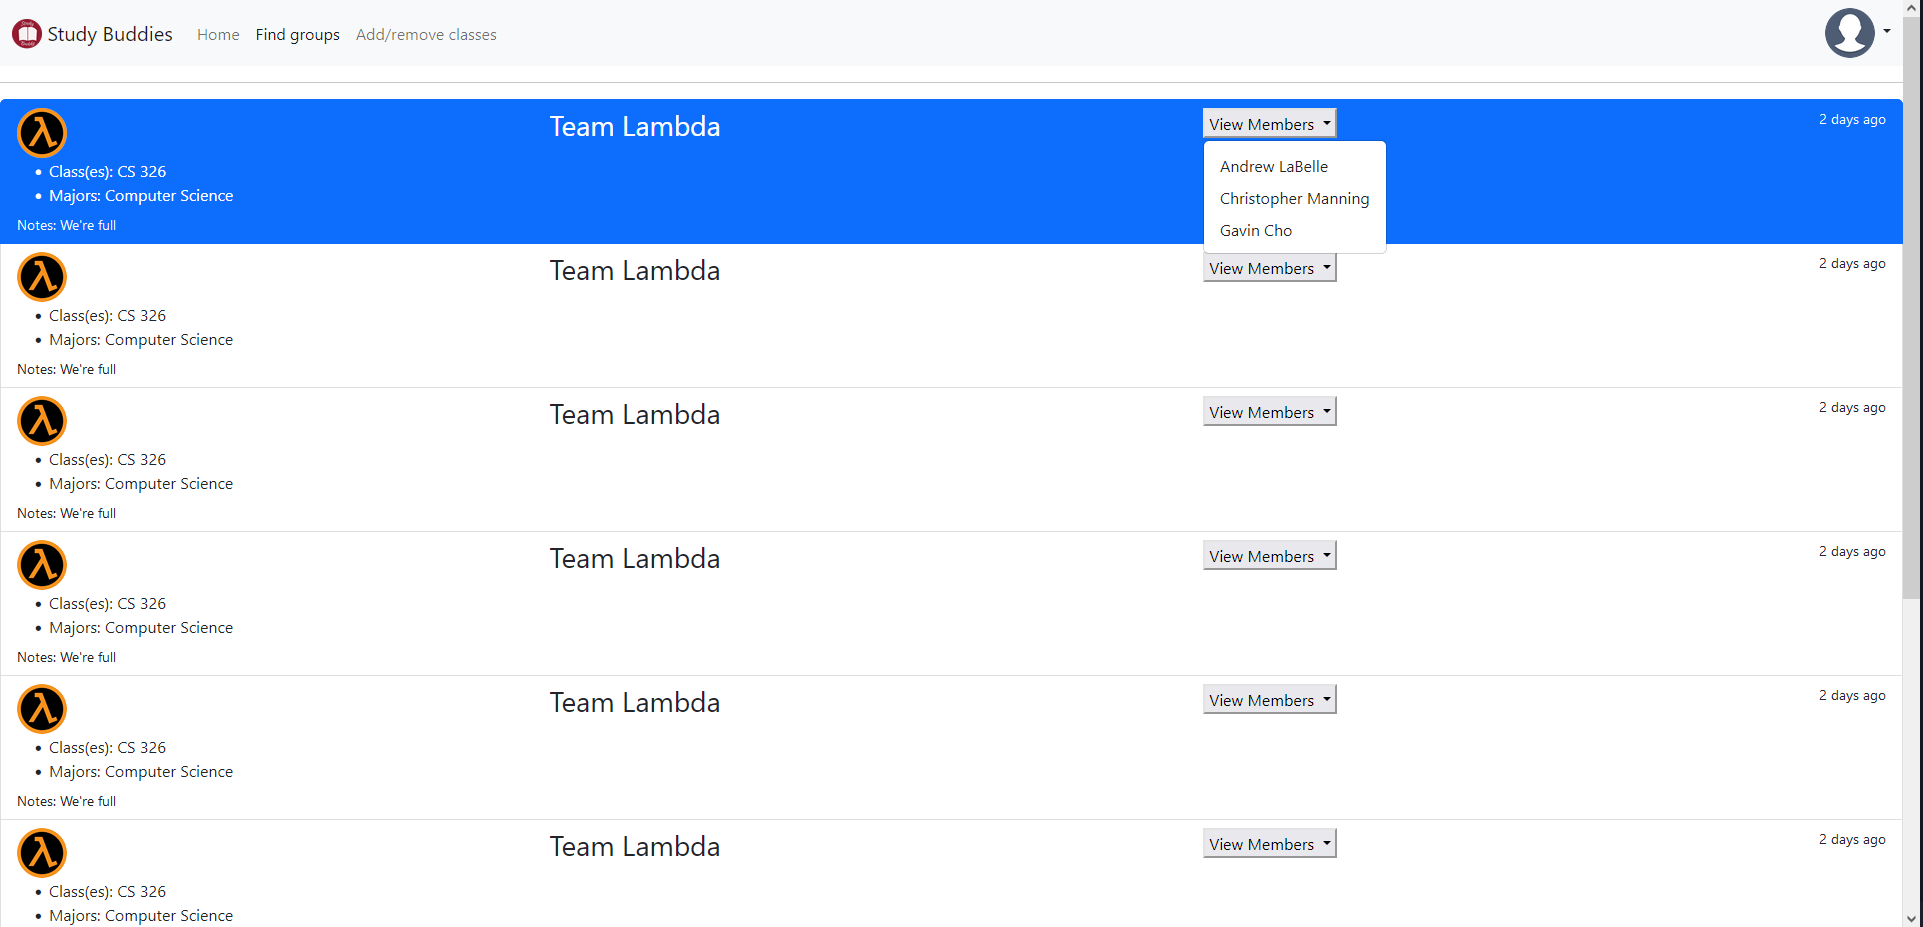 Study Buddies Home Find groups Add/remove classes
Team Lambda View Members 2 days ago
Andrew LaBelle
Christopher Manning
Gavin Cho
• Class(es): CS 326
• Majors: Computer Science
Notes: We're full
Team Lambda View Members 2 days ago
• Class(es): CS 326
• Majors: Computer Science
Notes: We're full
Team Lambda View Members 2 days ago
• Class(es): CS 326
• Majors: Computer Science
Notes: We're full
Team Lambda View Members 2 days ago
• Class(es): CS 326
• Majors: Computer Science
Notes: We're full
Team Lambda View Members 2 days ago
• Class(es): CS 326
• Majors: Computer Science
Notes: We're full
Team Lambda View Members 2 days ago
• Class(es): CS 326
• Majors: Computer Science